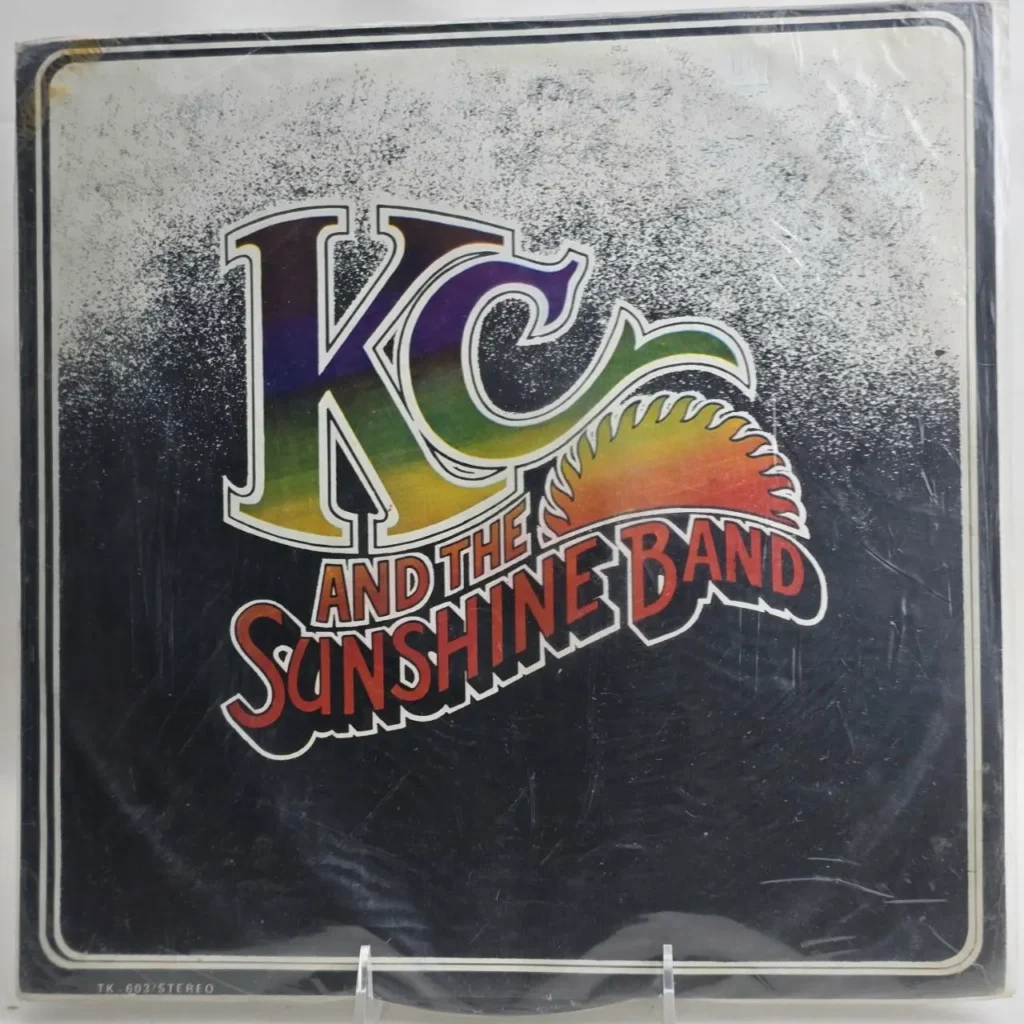 KC
AND THE
SUNSHINE BAND
TK-603/STEREO